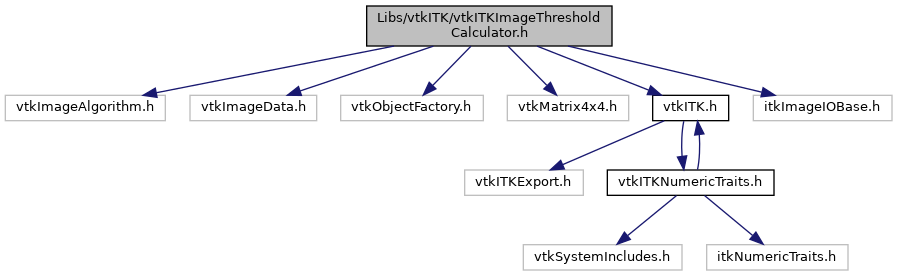 Libs/vtkITK/vtkITKImageThreshold
Calculator.h
vtkImageAlgorithm.h
vtkImageData.h
vtkObjectFactory.h
vtkMatrix4x4.h
vtkITK.h
itkImageIOBase.h
vtkITKExport.h
vtkITKNumericTraits.h
vtkSystemIncludes.h
itkNumericTraits.h